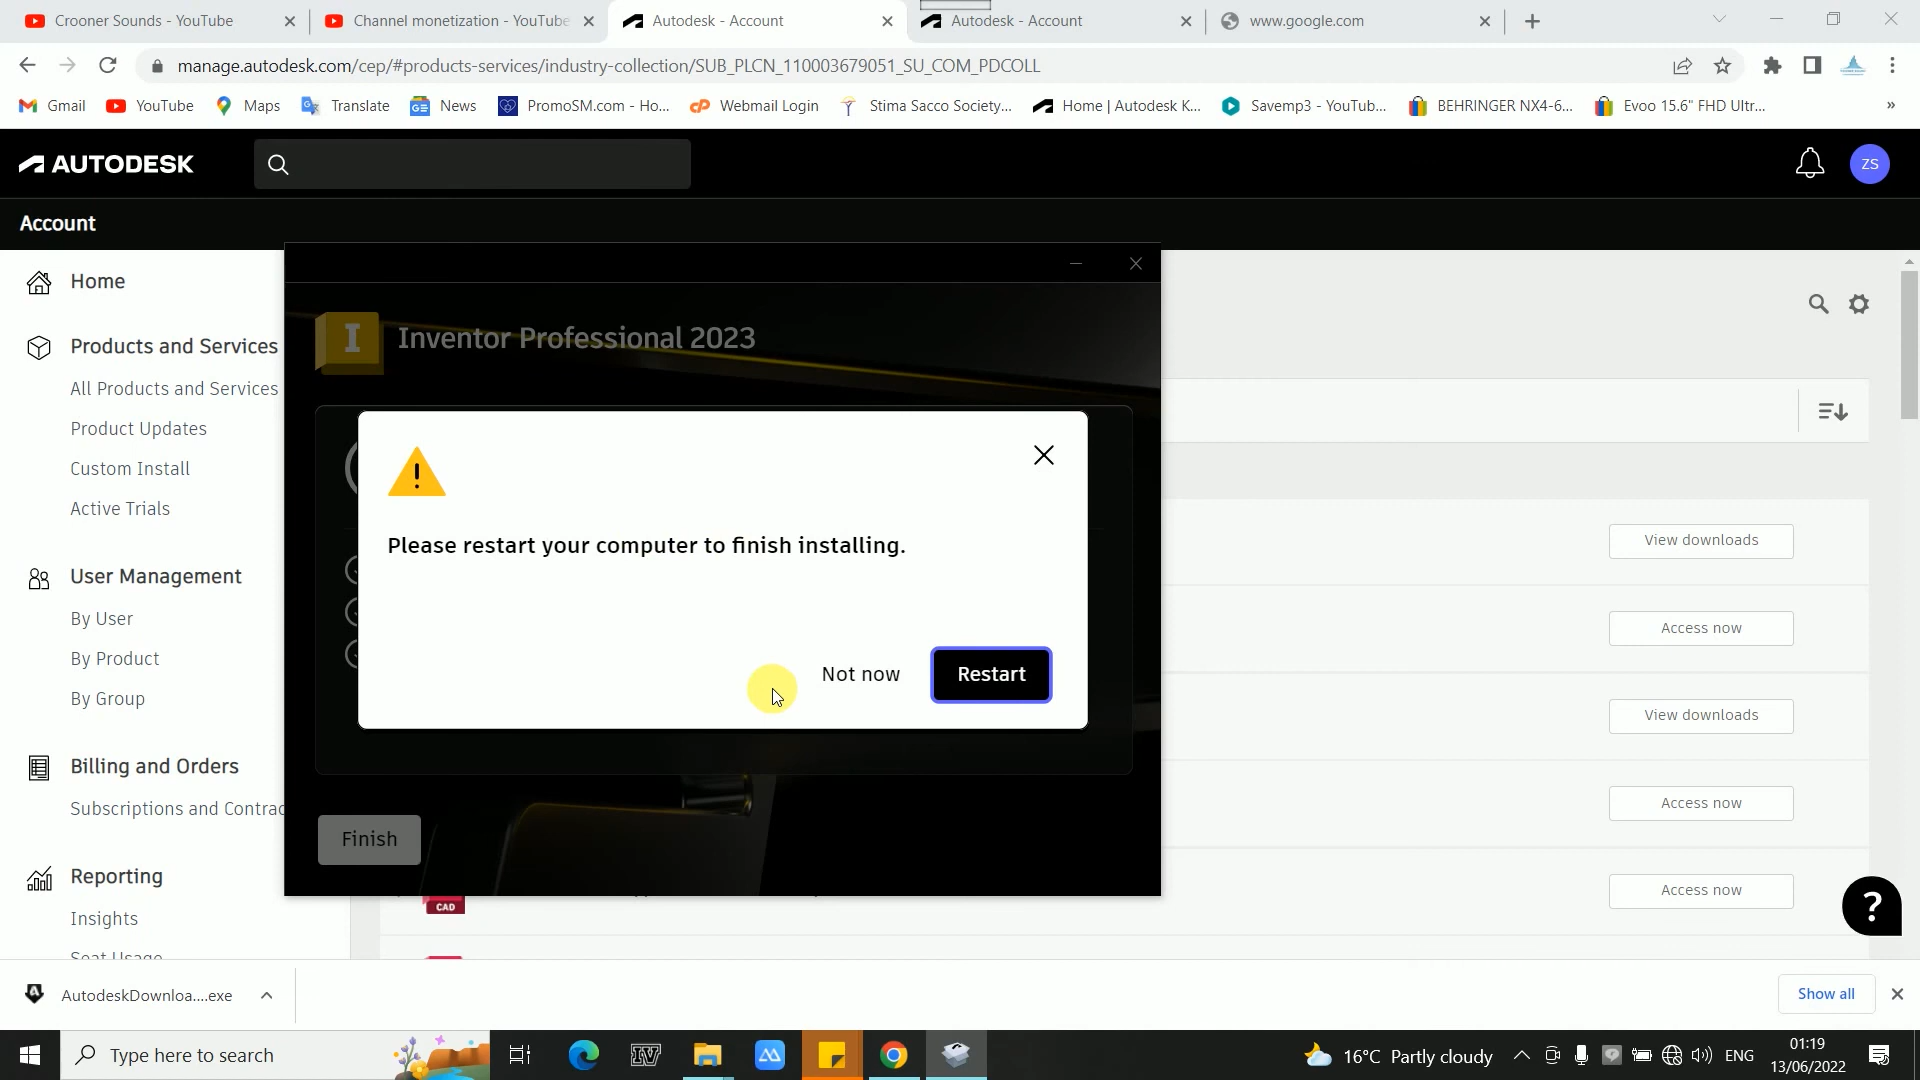 Crooner Sounds - YouTube
Channel monetization - YouTube
Autodesk - Account
Autodesk - Account
www.google.com
manage.autodesk.com/cep/#products-services/industry-collection/SUB_PLCN_110003679051_SU_COM_PDCOLL
Gmail
YouTube
Maps
Translate
News
PromoSM.com - Ho...
Webmail Login
Stima Sacco Society...
Home | Autodesk K...
Savemp3 - YouTub...
BEHRINGER NX4-6...
Evoo 15.6" FHD Ultr...
»
AUTODESK
ZS
Account
Home
Products and Services
All Products and Services
Product Updates
Custom Install
Active Trials
User Management
By User
By Product
By Group
Billing and Orders
Subscriptions and Contrac
Reporting
Insights
Seat Usage
I
Inventor Professional 2023
Please restart your computer to finish installing.
Not now
Restart
Finish
View downloads
Access now
View downloads
Access now
Access now
CAD
?
AutodeskDownloa....exe
Show all
Type here to search
IV
16°C Partly cloudy
ENG
01:19
13/06/2022